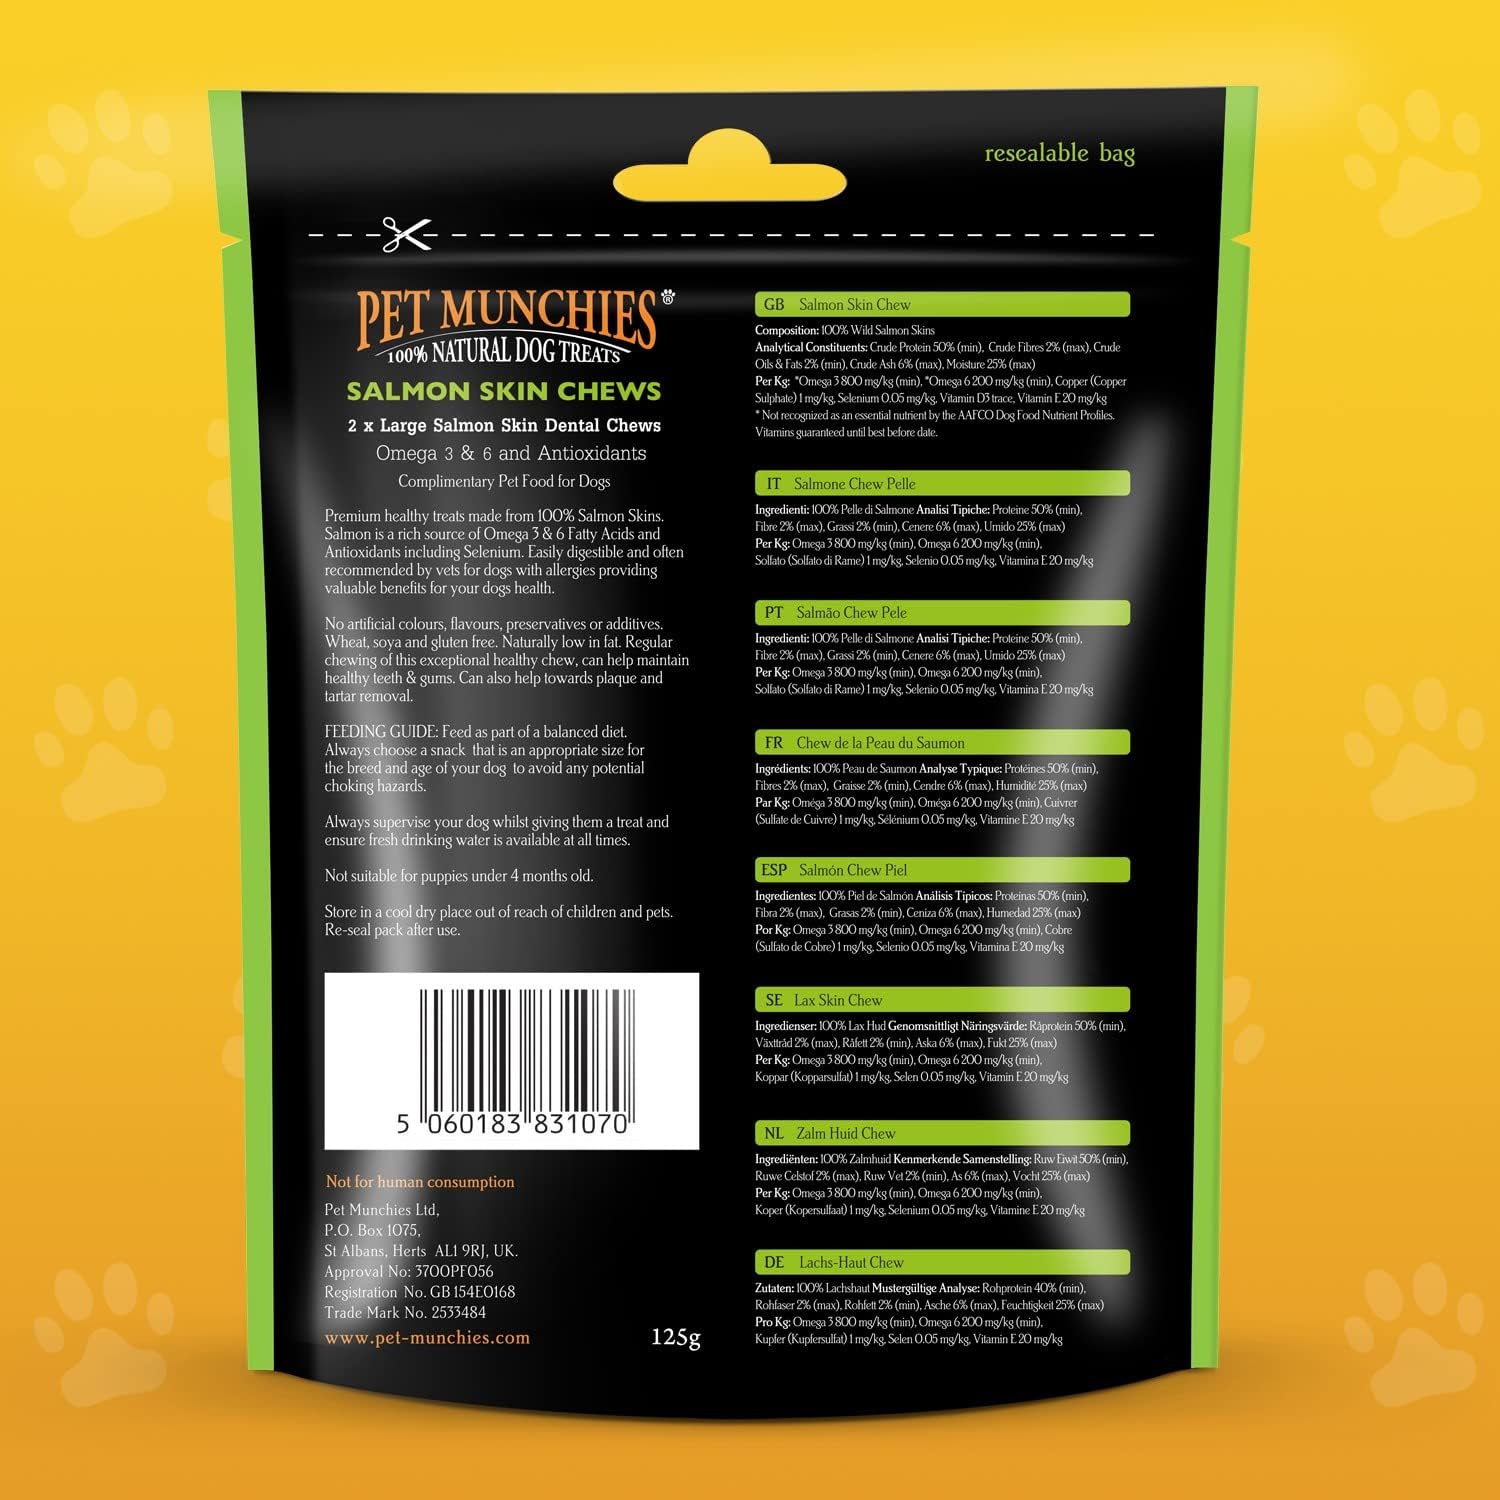 resealable bag
PET MUNCHIES®
100% NATURAL DOG TREATS
SALMON SKIN CHEWS
2 x Large Salmon Skin Dental Chews
Omega 3 & 6 and Antioxidants
Complimentary Pet Food for Dogs
Premium healthy treats made from 100% Salmon Skins.
Salmon is a rich source of Omega 3 & 6 Fatty Acids and
Antioxidants including Selenium. Easily digestible and often
recommended by vets for dogs with allergies providing
valuable benefits for your dogs health.
No artificial colours, flavours, preservatives or additives.
Wheat, soya and gluten free. Naturally low in fat. Regular
chewing of this exceptional healthy chew, can help maintain
healthy teeth & gums. Can also help towards plaque and
tartar removal.
FEEDING GUIDE: Feed as part of a balanced diet.
Always choose a snack that is an appropriate size for
the breed and age of your dog to avoid any potential
choking hazards.
Always supervise your dog whilst giving them a treat and
ensure fresh drinking water is available at all times.
Not suitable for puppies under 4 months old.
Store in a cool dry place out of reach of children and pets.
Re-seal pack after use.
5 060183 831070
Not for human consumption
Pet Munchies Ltd,
P.O. Box 1075,
St Albans, Herts AL1 9RJ, UK.
Approval No: 3700PF056
Registration No. GB 154E0168
Trade Mark No. 2533484
www.pet-munchies.com
125g
GB Salmon Skin Chew
Composition: 100% Wild Salmon Skins
Analytical Constituents: Crude Protein 50% (min), Crude Fibres 2% (max), Crude
Oils & Fats 2% (min), Crude Ash 6% (max), Moisture 25% (max)
Per Kg: *Omega 3 800 mg/kg (min), *Omega 6 200 mg/kg (min), Copper (Copper
Sulphate) 1 mg/kg, Selenium 0.05 mg/kg, Vitamin D3 trace, Vitamin E 20 mg/kg
* Not recognized as an essential nutrient by the AAFCO Dog Food Nutrient Profiles.
Vitamins guaranteed until best before date.
IT Salmone Chew Pelle
Ingredienti: 100% Pelle di Salmone Analisi Tipiche: Proteine 50% (min),
Fibre 2% (max), Grassi 2% (min), Cenere 6% (max), Umido 25% (max)
Per Kg: Omega 3 800 mg/kg (min), Omega 6 200 mg/kg (min),
Solfato (Solfato di Rame) 1 mg/kg, Selenio 0.05 mg/kg, Vitamina E 20 mg/kg
PT Salmão Chew Pele
Ingredienti: 100% Pelle di Salmone Analisi Tipiche: Proteine 50% (min),
Fibre 2% (max), Grassi 2% (min), Cenere 6% (max), Umido 25% (max)
Per Kg: Omega 3 800 mg/kg (min), Omega 6 200 mg/kg (min),
Solfato (Solfato di Rame) 1 mg/kg, Selenio 0.05 mg/kg, Vitamina E 20 mg/kg
FR Chew de la Peau du Saumon
Ingrédients: 100% Peau de Saumon Analyse Typique: Protéines 50% (min),
Fibres 2% (max), Graisse 2% (min), Cendre 6% (max), Humidité 25% (max)
Par Kg: Oméga 3 800 mg/kg (min), Oméga 6 200 mg/kg (min), Cuivrer
(Sulfate de Cuivre) 1 mg/kg, Sélénium 0.05 mg/kg, Vitamine E 20 mg/kg
ESP Salmón Chew Piel
Ingredientes: 100% Piel de Salmón Análisis Típicos: Proteínas 50% (min),
Fibra 2% (max), Grasas 2% (min), Ceniza 6% (max), Humedad 25% (max)
Por Kg: Omega 3 800 mg/kg (min), Omega 6 200 mg/kg (min), Cobre
(Sulfato de Cobre) 1 mg/kg, Selenio 0.05 mg/kg, Vitamina E 20 mg/kg
SE Lax Skin Chew
Ingredienser: 100% Lax Hud Genomsnittligt Näringsvärde: Råprotein 50% (min),
Växttråd 2% (max), Råfett 2% (min), Aska 6% (max), Fukt 25% (max)
Per Kg: Omega 3 800 mg/kg (min), Omega 6 200 mg/kg (min),
Koppar (Kopparsulfat) 1 mg/kg, Selen 0.05 mg/kg, Vitamin E 20 mg/kg
NL Zalm Huid Chew
Ingrediënten: 100% Zalmhuid Kenmerkende Samenstelling: Ruw Eiwit 50% (min),
Ruwe Celstof 2% (max), Ruw Vet 2% (min), As 6% (max), Vocht 25% (max)
Per Kg: Omega 3 800 mg/kg (min), Omega 6 200 mg/kg (min),
Koper (Kopersulfaat) 1 mg/kg, Selenium 0.05 mg/kg, Vitamine E 20 mg/kg
DE Lachs-Haut Chew
Zutaten: 100% Lachshaut Mustergültige Analyse: Rohprotein 40% (min),
Rohfaser 2% (max), Rohfett 2% (min), Asche 6% (max), Feuchtigkeit 25% (max)
Pro Kg: Omega 3 800 mg/kg (min), Omega 6 200 mg/kg (min),
Kupfer (Kupfersulfat) 1 mg/kg, Selen 0.05 mg/kg, Vitamin E 20 mg/kg